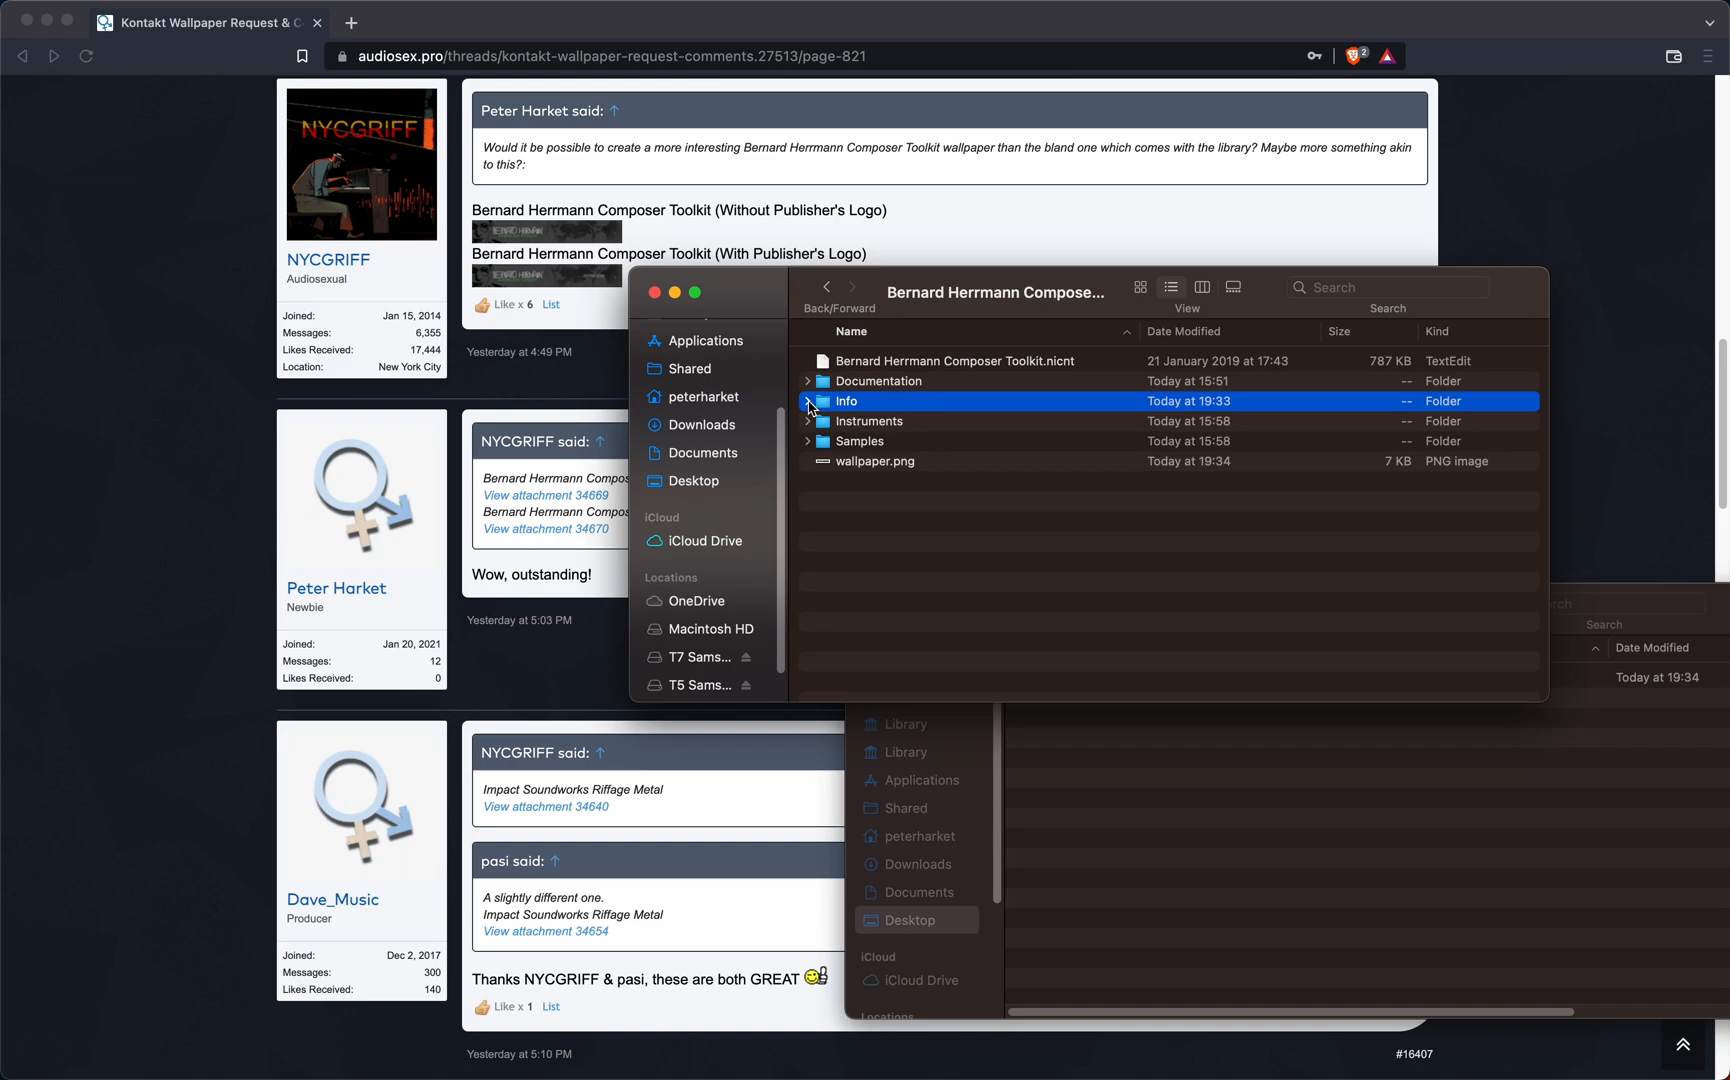 Kontakt Wallpaper Request & C
audiosex.pro/threads/kontakt-wallpaper-request-comments.27513/page-821
2
NYCGRIFF
NYCGRIFF
Audiosexual
Joined: Jan 15, 2014
Messages: 6,355
Likes Received: 17,444
Location: New York City
Peter Harket said: ↑
Would it be possible to create a more interesting Bernard Herrmann Composer Toolkit wallpaper than the bland one which comes with the library? Maybe more something akin
to this?:
Bernard Herrmann Composer Toolkit (Without Publisher's Logo)
Bernard Herrmann Composer Toolkit (With Publisher's Logo)
Like x 6 List
Yesterday at 4:49 PM
Peter Harket
Newbie
Joined: Jan 20, 2021
Messages: 12
Likes Received: 0
NYCGRIFF said: ↑
Bernard Herrmann Compos
View attachment 34669
Bernard Herrmann Compos
View attachment 34670
Wow, outstanding!
Yesterday at 5:03 PM
Dave_Music
Producer
Joined: Dec 2, 2017
Messages: 300
Likes Received: 140
NYCGRIFF said: ↑
Impact Soundworks Riffage Metal
View attachment 34640
pasi said: ↑
A slightly different one.
Impact Soundworks Riffage Metal
View attachment 34654
Thanks NYCGRIFF & pasi, these are both GREAT
Like x 1 List
Yesterday at 5:10 PM
#16407
Back/Forward
Bernard Herrmann Compose...
View
Search
Search
Applications
Shared
peterharket
Downloads
Documents
Desktop
iCloud
iCloud Drive
Locations
OneDrive
Macintosh HD
T7 Sams...
T5 Sams...
Name Date Modified Size Kind
Bernard Herrmann Composer Toolkit.nicnt 21 January 2019 at 17:43 787 KB TextEdit
Documentation Today at 15:51 -- Folder
Info Today at 19:33 -- Folder
Instruments Today at 15:58 -- Folder
Samples Today at 15:58 -- Folder
wallpaper.png Today at 19:34 7 KB PNG image
rch
Search
Date Modified
Today at 19:34
Library
Library
Applications
Shared
peterharket
Downloads
Documents
Desktop
iCloud
iCloud Drive
Locations